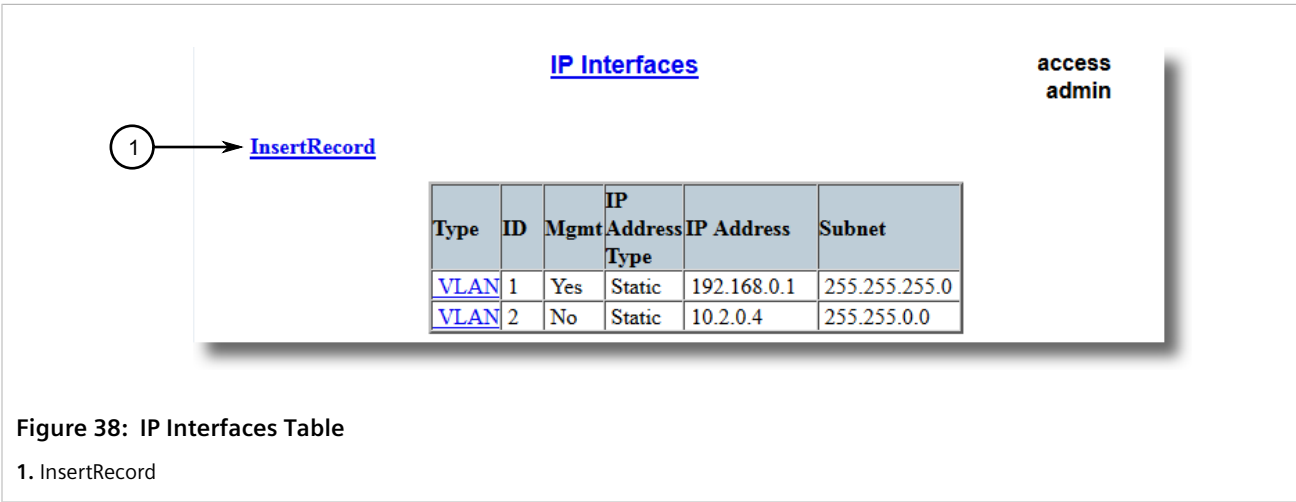 IP Interfaces
access
admin
1
InsertRecord
Type ID Mgmt IP Address Type IP Address Subnet
VLAN 1 Yes Static 192.168.0.1 255.255.255.0
VLAN 2 No Static 10.2.0.4 255.255.0.0
Figure 38: IP Interfaces Table
1. InsertRecord